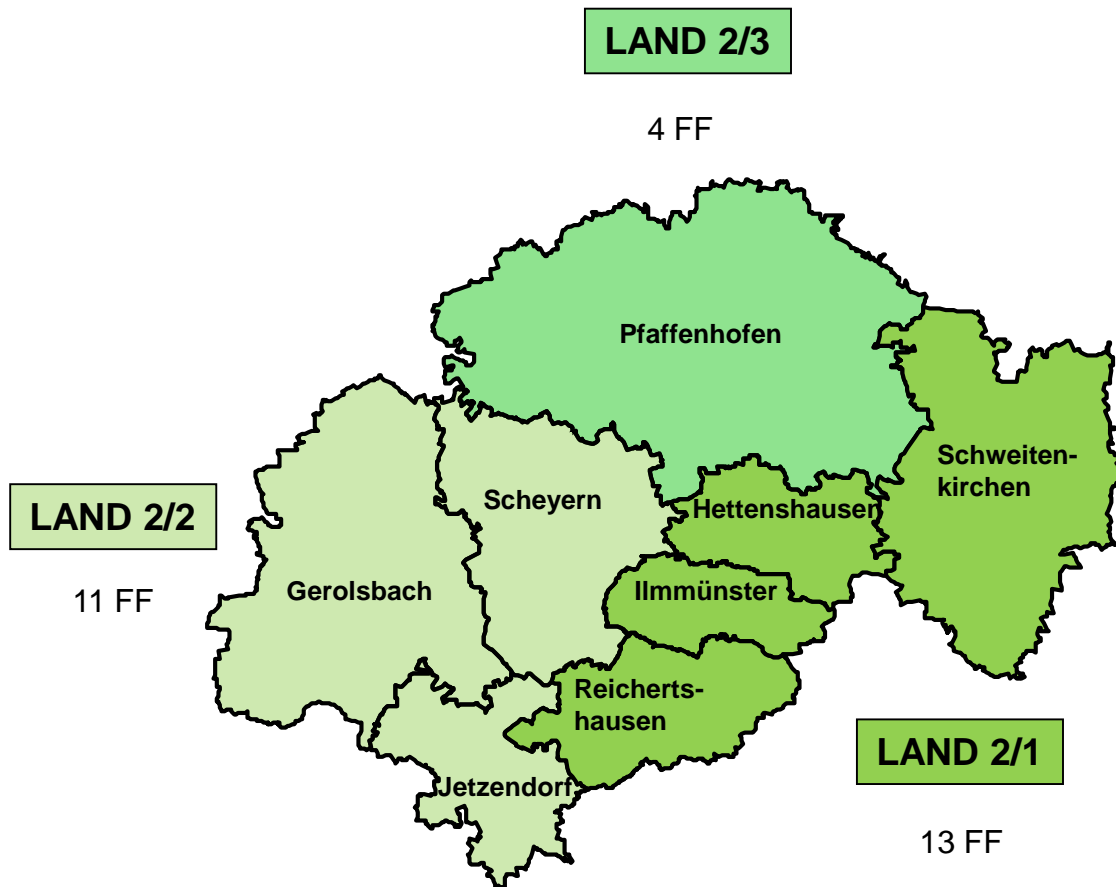 LAND 2/3
4 FF
Pfaffenhofen
Schweiten-
kirchen
Scheyern
Hettenshausen
LAND 2/2
11 FF
Gerolsbach
Ilmmünster
Reicherts-
hausen
LAND 2/1
Jetzendorf
13 FF